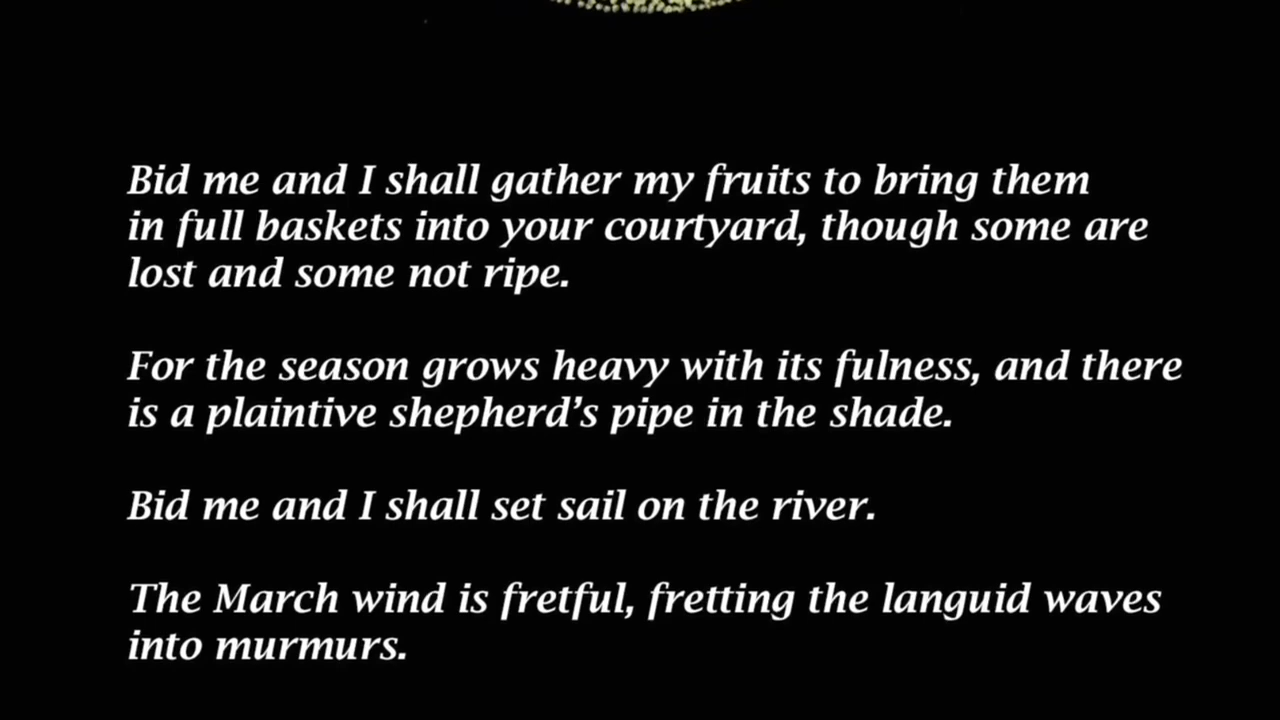 Bid me and I shall gather my fruits to bring them
in full baskets into your courtyard, though some are
lost and some not ripe.
For the season grows heavy with its fulness, and there
is a plaintive shepherd’s pipe in the shade.
Bid me and I shall set sail on the river.
The March wind is fretful, fretting the languid waves
into murmurs.